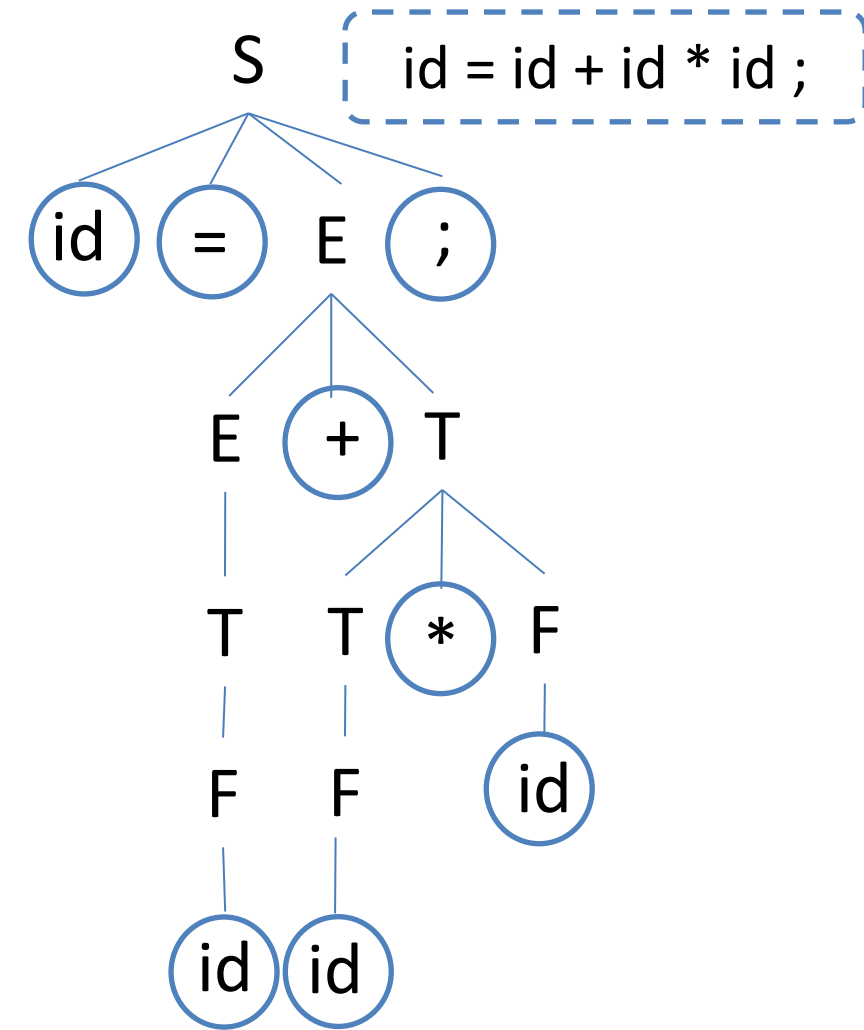 S
id = id + id * id ;
id = E ;
E + T
T T * F
F F id
id id